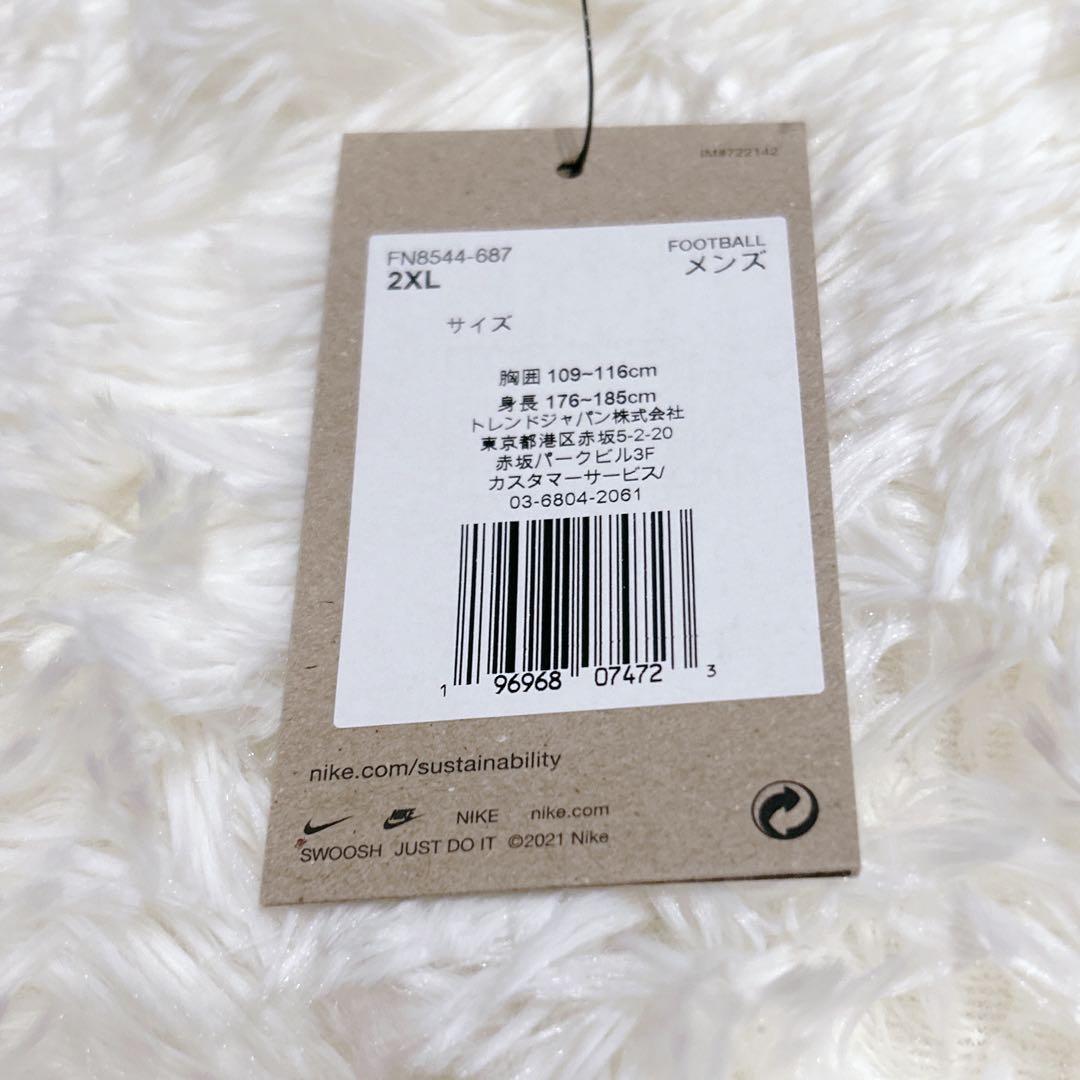 IM#722142
FN8544-687
FOOTBALL
2XL
メンズ
サイズ
胸囲 109~116cm
身長 176~185cm
トレンドジャパン株式会社
東京都港区赤坂5-2-20
赤坂パークビル3F
カスタマーサービス/
03-6804-2061
1 96968 07472 3
nike.com/sustainability
NIKE NIKE nike.com
SWOOSH JUST DO IT ©2021 Nike